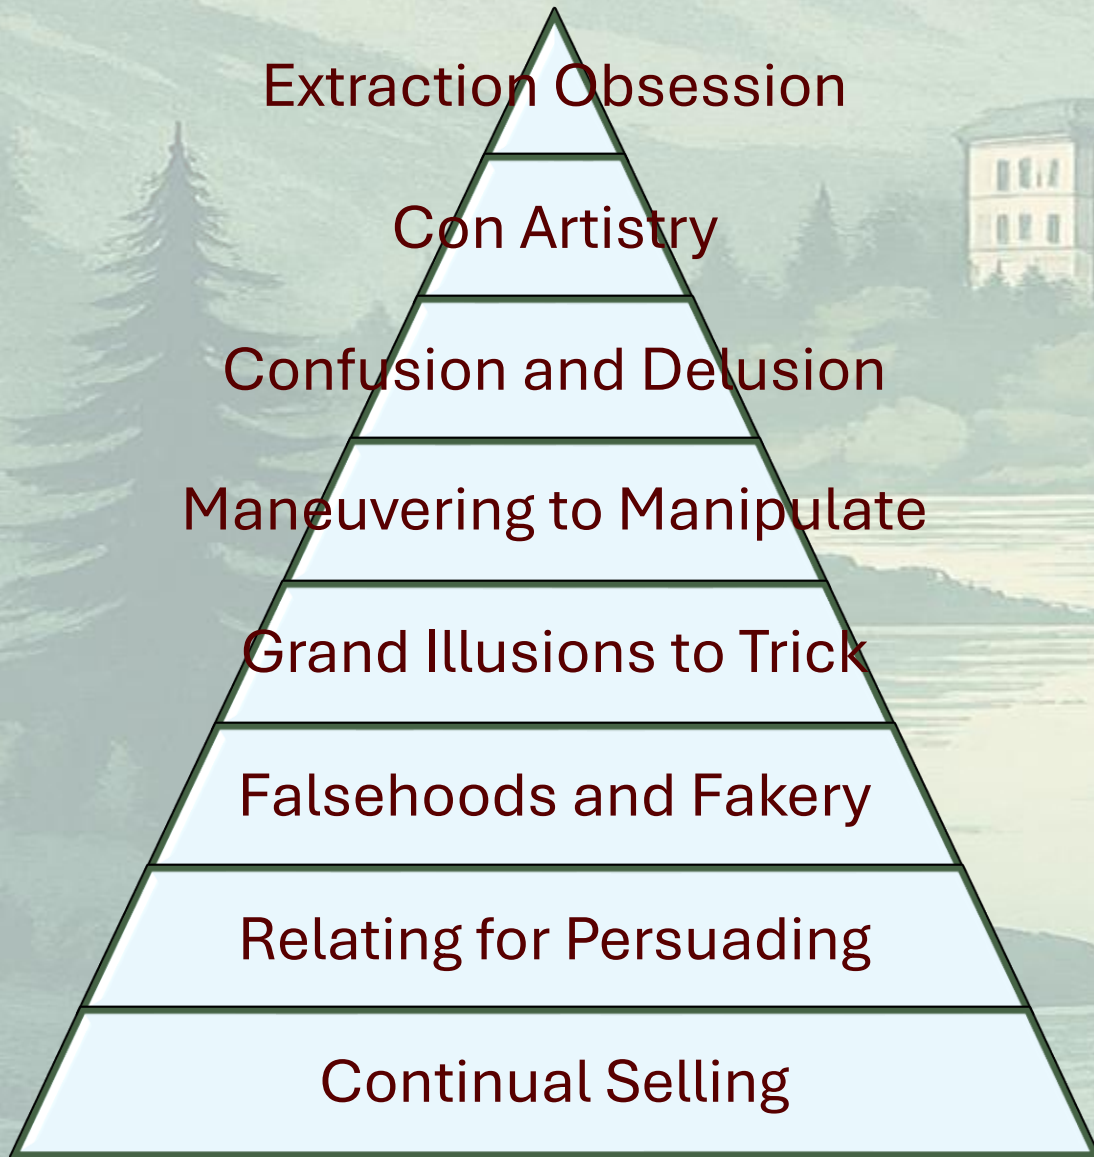 Extraction Obsession
Con Artistry
Confusion and Delusion
Maneuvering to Manipulate
Grand Illusions to Trick
Falsehoods and Fakery
Relating for Persuading
Continual Selling